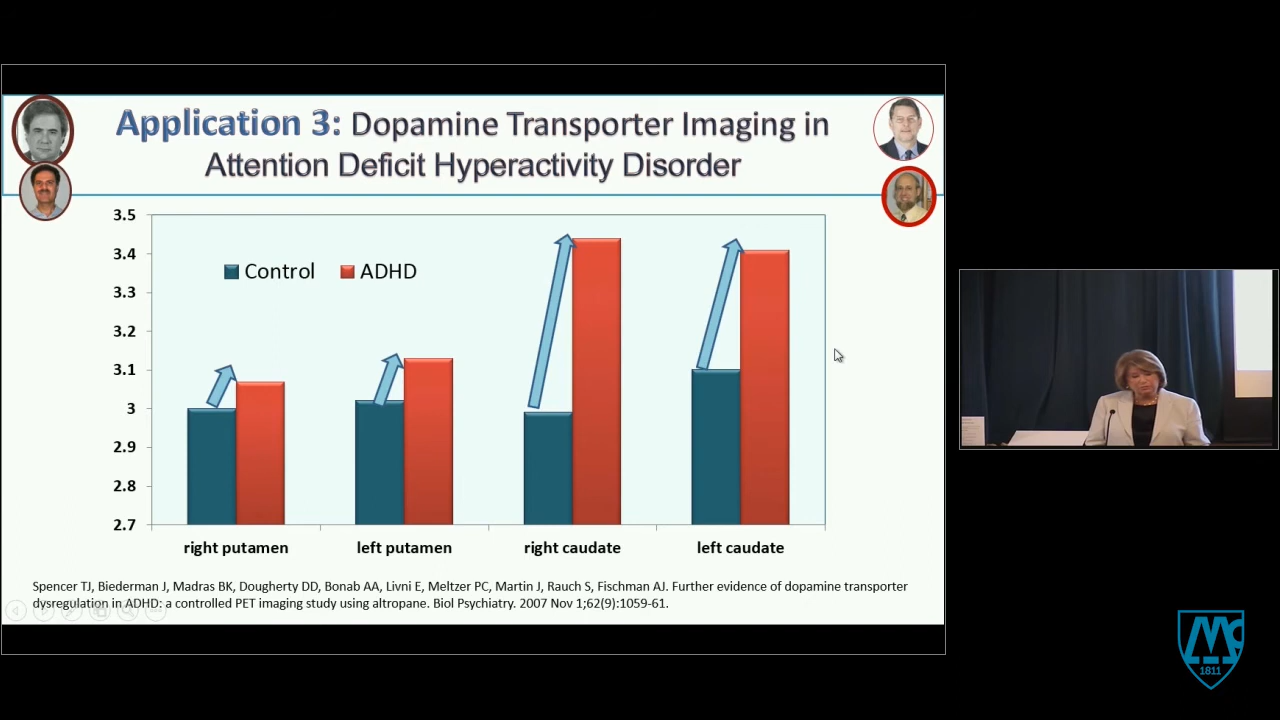 Application 3: Dopamine Transporter Imaging in
Attention Deficit Hyperactivity Disorder
3.5
3.4
3.3
3.2
3.1
3
2.9
2.8
2.7
Control ADHD
right putamen left putamen right caudate left caudate
Spencer TJ, Biederman J, Madras BK, Dougherty DD, Bonab AA, Livni E, Meltzer PC, Martin J, Rauch S, Fischman AJ. Further evidence of dopamine transporter
dysregulation in ADHD: a controlled PET imaging study using altropane. Biol Psychiatry. 2007 Nov 1;62(9):1059-61.
Mc
1811